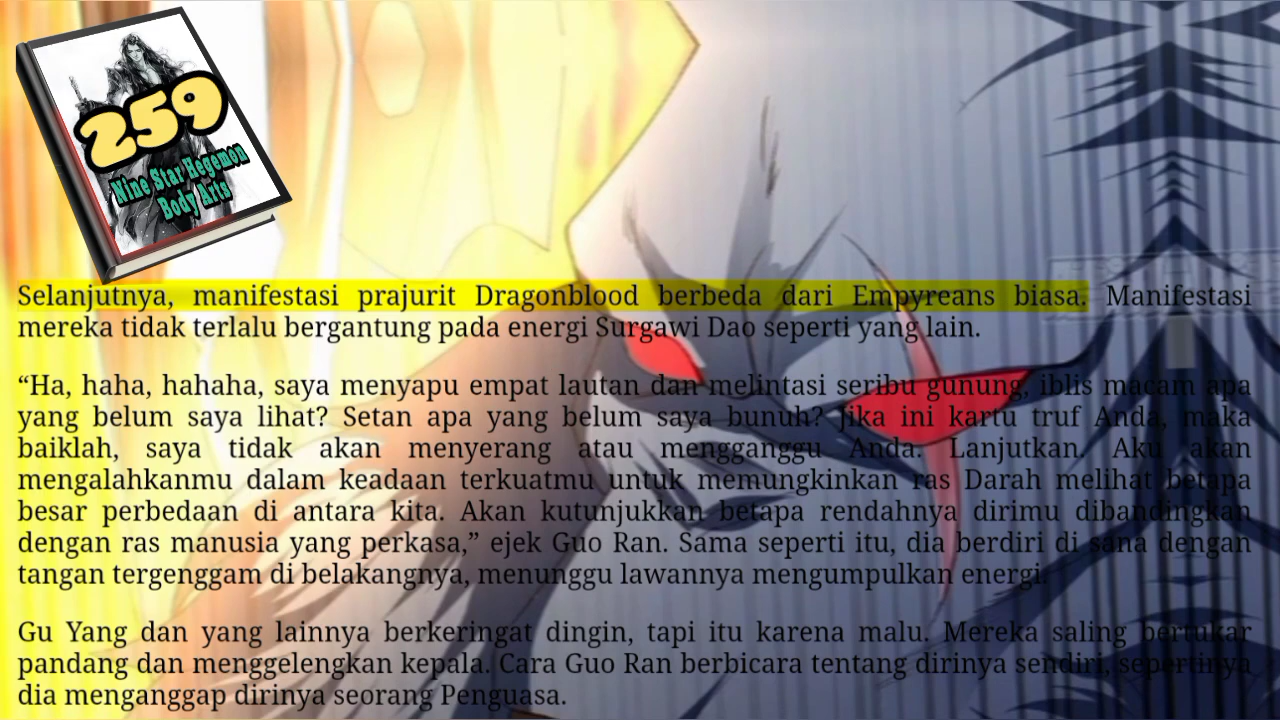 259
Nine Star Hegemon
Body Arts
Selanjutnya, manifestasi prajurit Dragonblood berbeda dari Empyreans biasa. Manifestasi
mereka tidak terlalu bergantung pada energi Surgawi Dao seperti yang lain.
“Ha, haha, hahaha, saya menyapu empat lautan dan melintasi seribu gunung, iblis macam apa
yang belum saya lihat? Setan apa yang belum saya bunuh? Jika ini kartu truf Anda, maka
baiklah, saya tidak akan menyerang atau mengganggu Anda. Lanjutkan. Aku akan
mengalahkanmu dalam keadaan terkuatmu untuk memungkinkan ras Darah melihat betapa
besar perbedaan di antara kita. Akan kutunjukkan betapa rendahnya dirimu dibandingkan
dengan ras manusia yang perkasa,” ejek Guo Ran. Sama seperti itu, dia berdiri di sana dengan
tangan tergenggam di belakangnya, menunggu lawannya mengumpulkan energi.
Gu Yang dan yang lainnya berkeringat dingin, tapi itu karena malu. Mereka saling bertukar
pandang dan menggelengkan kepala. Cara Guo Ran berbicara tentang dirinya sendiri, sepertinya
dia menganggap dirinya seorang Penguasa.